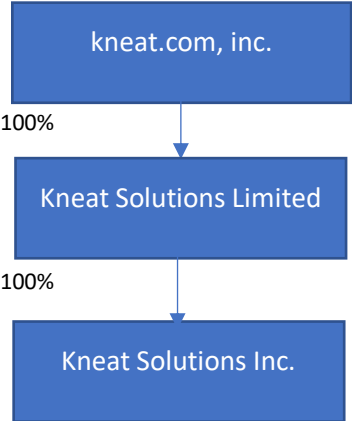 kneat.com, inc.
100%
Kneat Solutions Limited
100%
Kneat Solutions Inc.